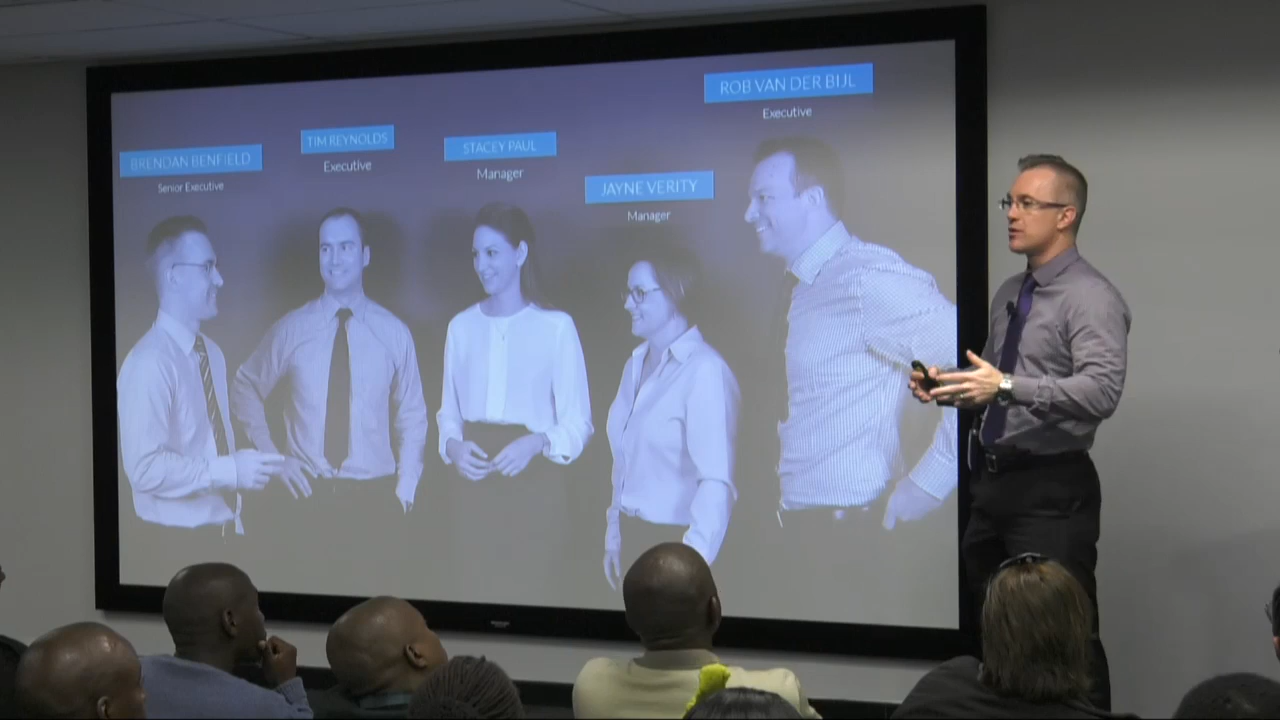 BRENDAN BENFIELD
Senior Executive
TIM REYNOLDS
Executive
STACEY PAUL
Manager
JAYNE VERITY
Manager
ROB VAN DER BIJL
Executive